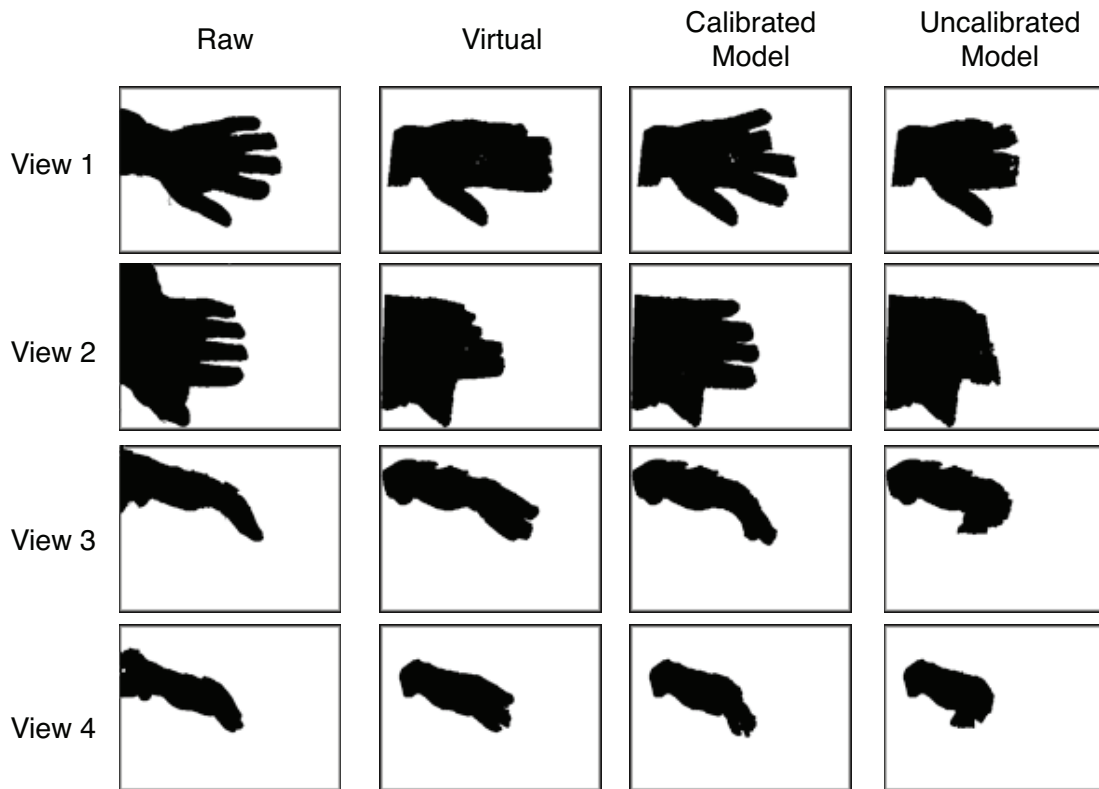 Raw
Virtual
Calibrated
Model
Uncalibrated
Model
View 1
View 2
View 3
View 4